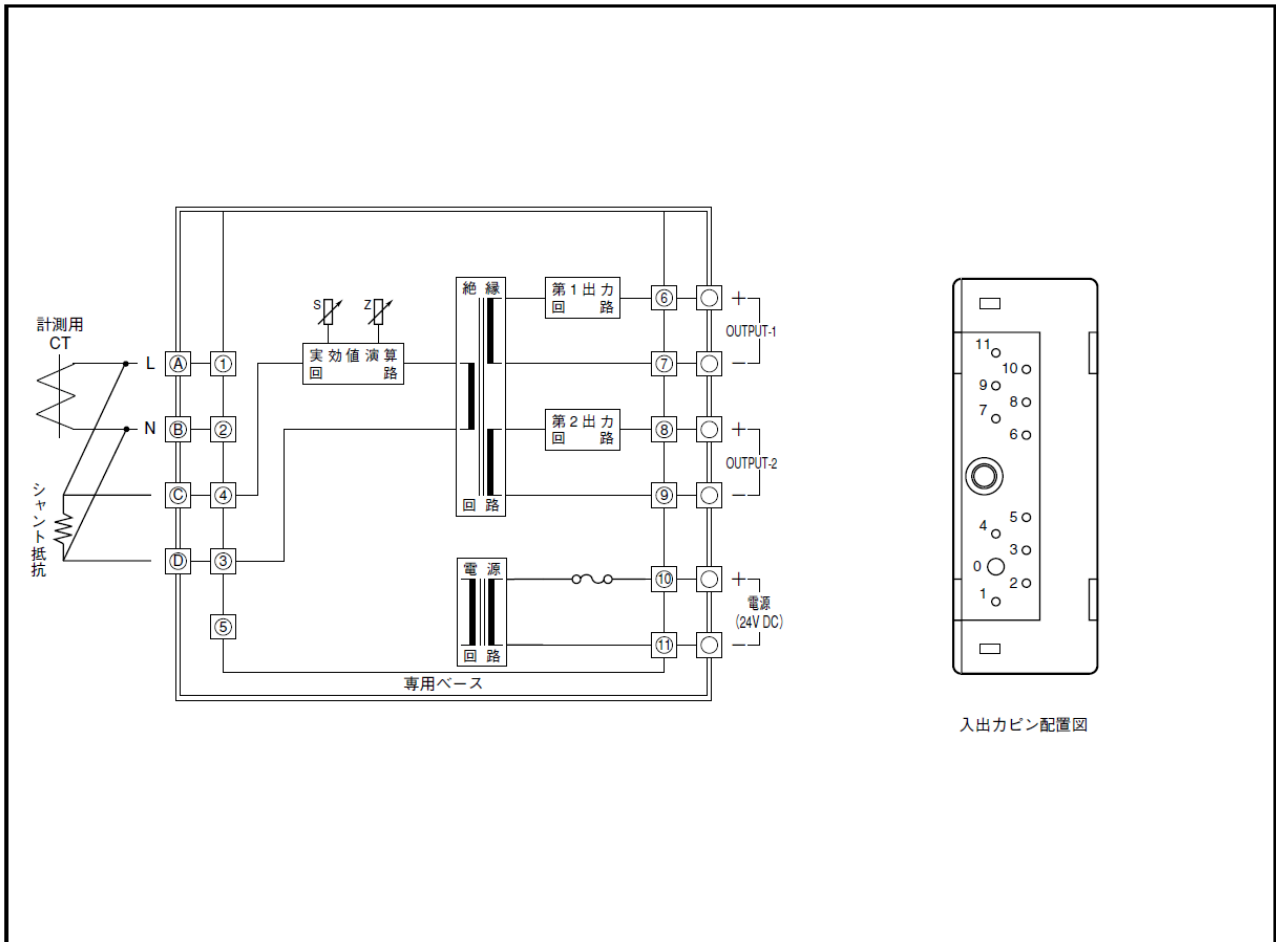 計測用
CT
L
N
シャント抵抗
Ⓐ
Ⓑ
Ⓒ
Ⓓ
①
②
④
③
⑤
S
Z
実効値演算
回路
絶縁
回路
第1出力
回路
第2出力
回路
電源
回路
⑥
⑦
⑧
⑨
⑩
⑪
+
OUTPUT-1
−
+
OUTPUT-2
−
+
電源
(24V DC)
−
専用ベース
11
10
9
8
7
6
5
4
3
0
2
1
入出力ピン配置図